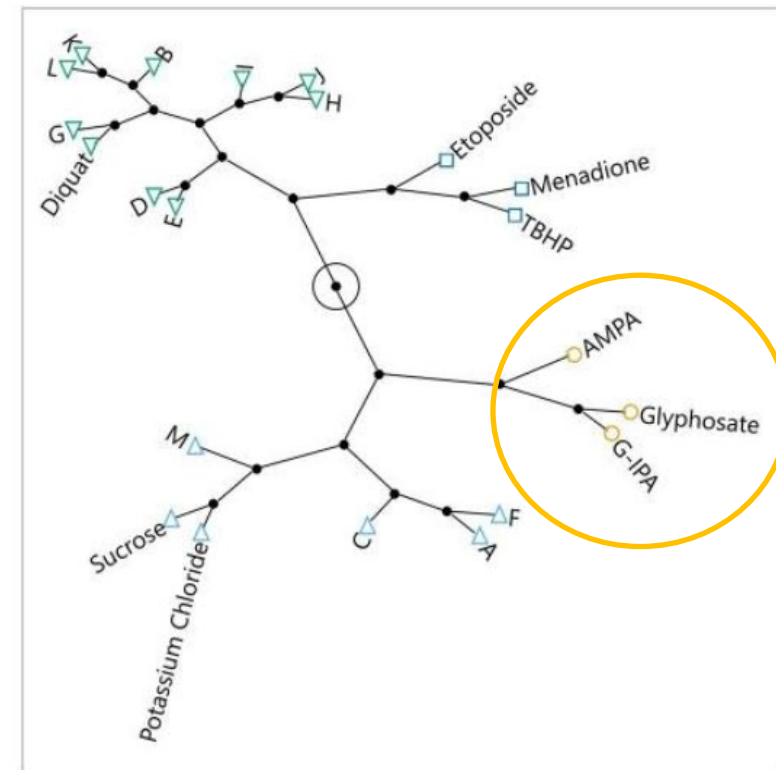 K
L
B
I
J
H
G
Diquat
D
E
Etoposide
Menadione
TBHP
AMPA
Glyphosate
G-IPA
M
Sucrose
Potassium Chloride
C
F
A